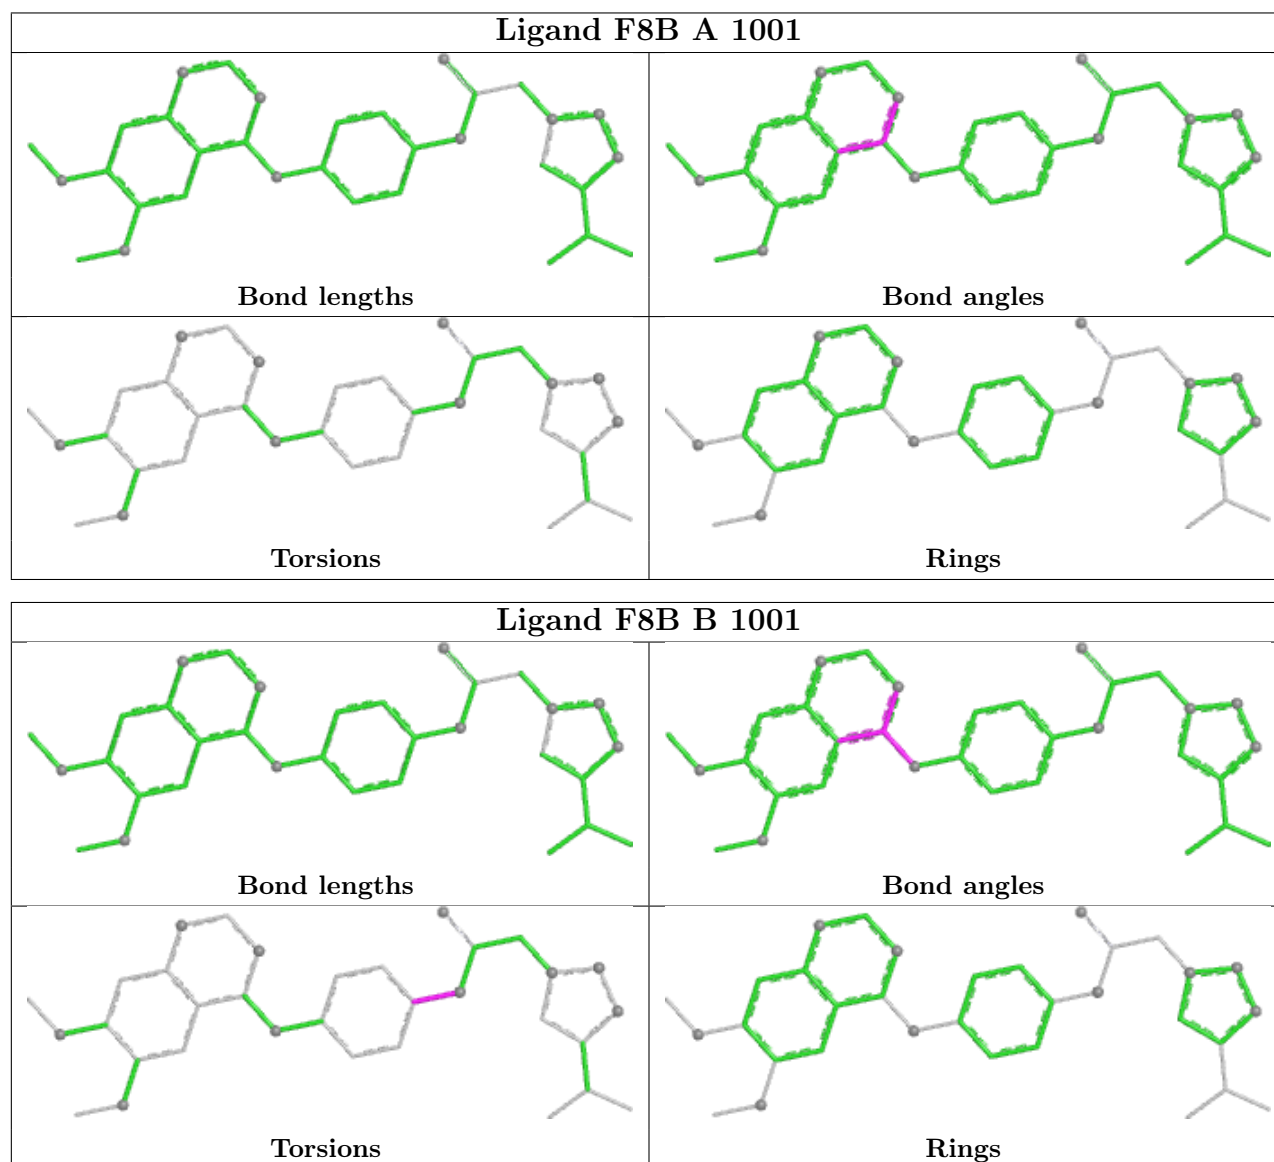 Ligand F8B A 1001
Bond lengths
Bond angles
Torsions
Rings
Ligand F8B B 1001
Bond lengths
Bond angles
Torsions
Rings